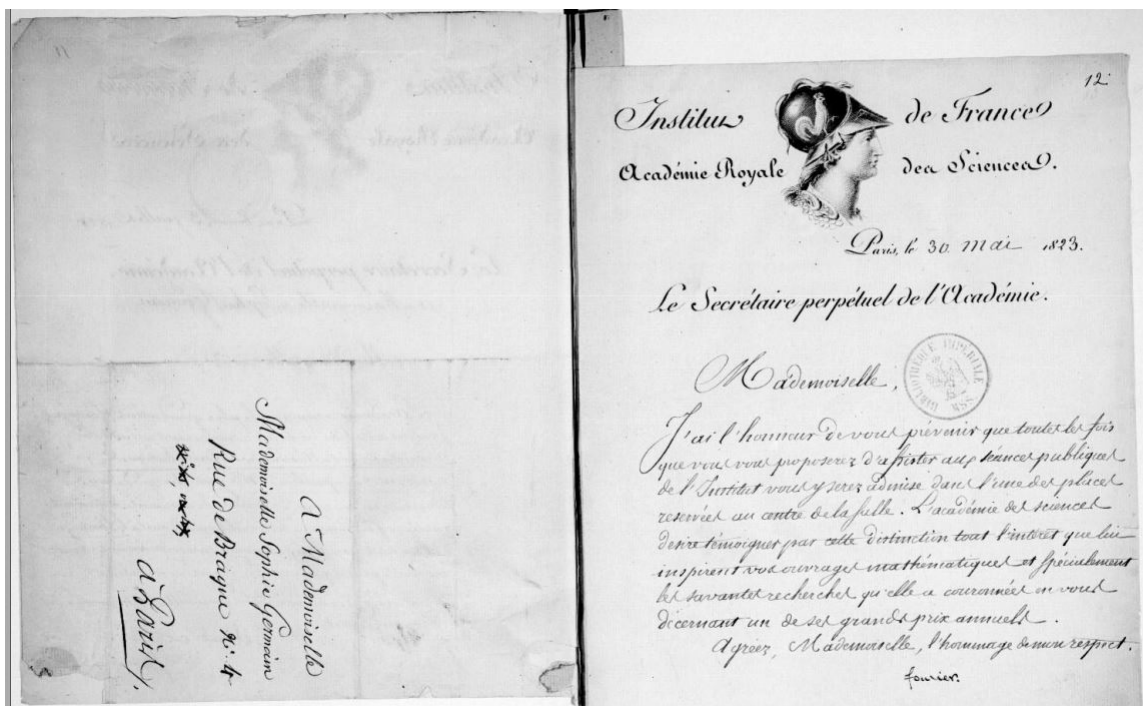 11
A Mademoiselle
Mademoiselle Sophie Germain
Rue de Braque N.º 4
à Paris
12
Institut de France
Académie Royale des Sciences.
Paris, le 30 mai 1823.
Le Secrétaire perpétuel de l'Académie.
BIBLIOTHÈQUE IMPÉRIALE
MSS
Mademoiselle,
J'ai l'honneur de vous prévenir que toutes les fois
que vous vous proposerez d'assister aux séances publiques
de l'Institut vous y serez admise dans l'une des places
reservées au centre de la salle. L'académie des sciences
desire témoigner par cette distinction tout l'intérêt que lui
inspirent vos ouvrages mathématiques et spécialement
les savantes recherches qu'elle a couronnées en vous
décernant un de ses grands prix annuels.
Agréez, Mademoiselle, l'hommage de mon respect.
fourier.